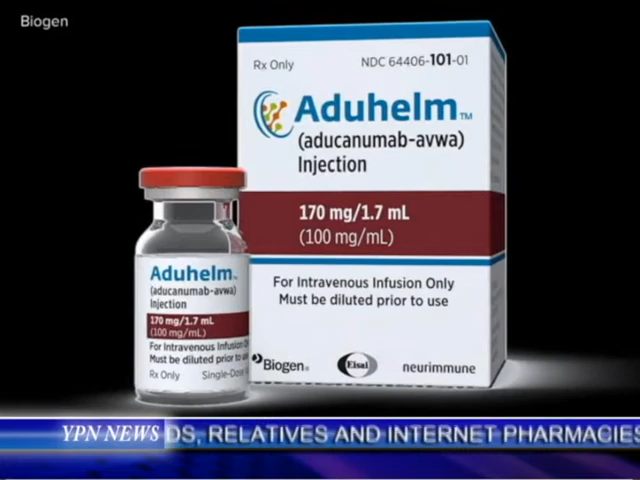 Biogen
Rx Only
NDC 64406-101-01
Aduhelm™
(aducanumab-avwa)
Injection
170 mg/1.7 mL
(100 mg/mL)
For Intravenous Infusion Only
Must be diluted prior to use
Biogen®
Eisai
neurimmune
Aduhelm™
(aducanumab-avwa)
Injection
170 mg/1.7 mL
(100 mg/mL)
For Intravenous Infusion O
Must be diluted prior to use
Rx Only
Single-Dose
YPN NEWS
DS, RELATIVES AND INTERNET PHARMACIES